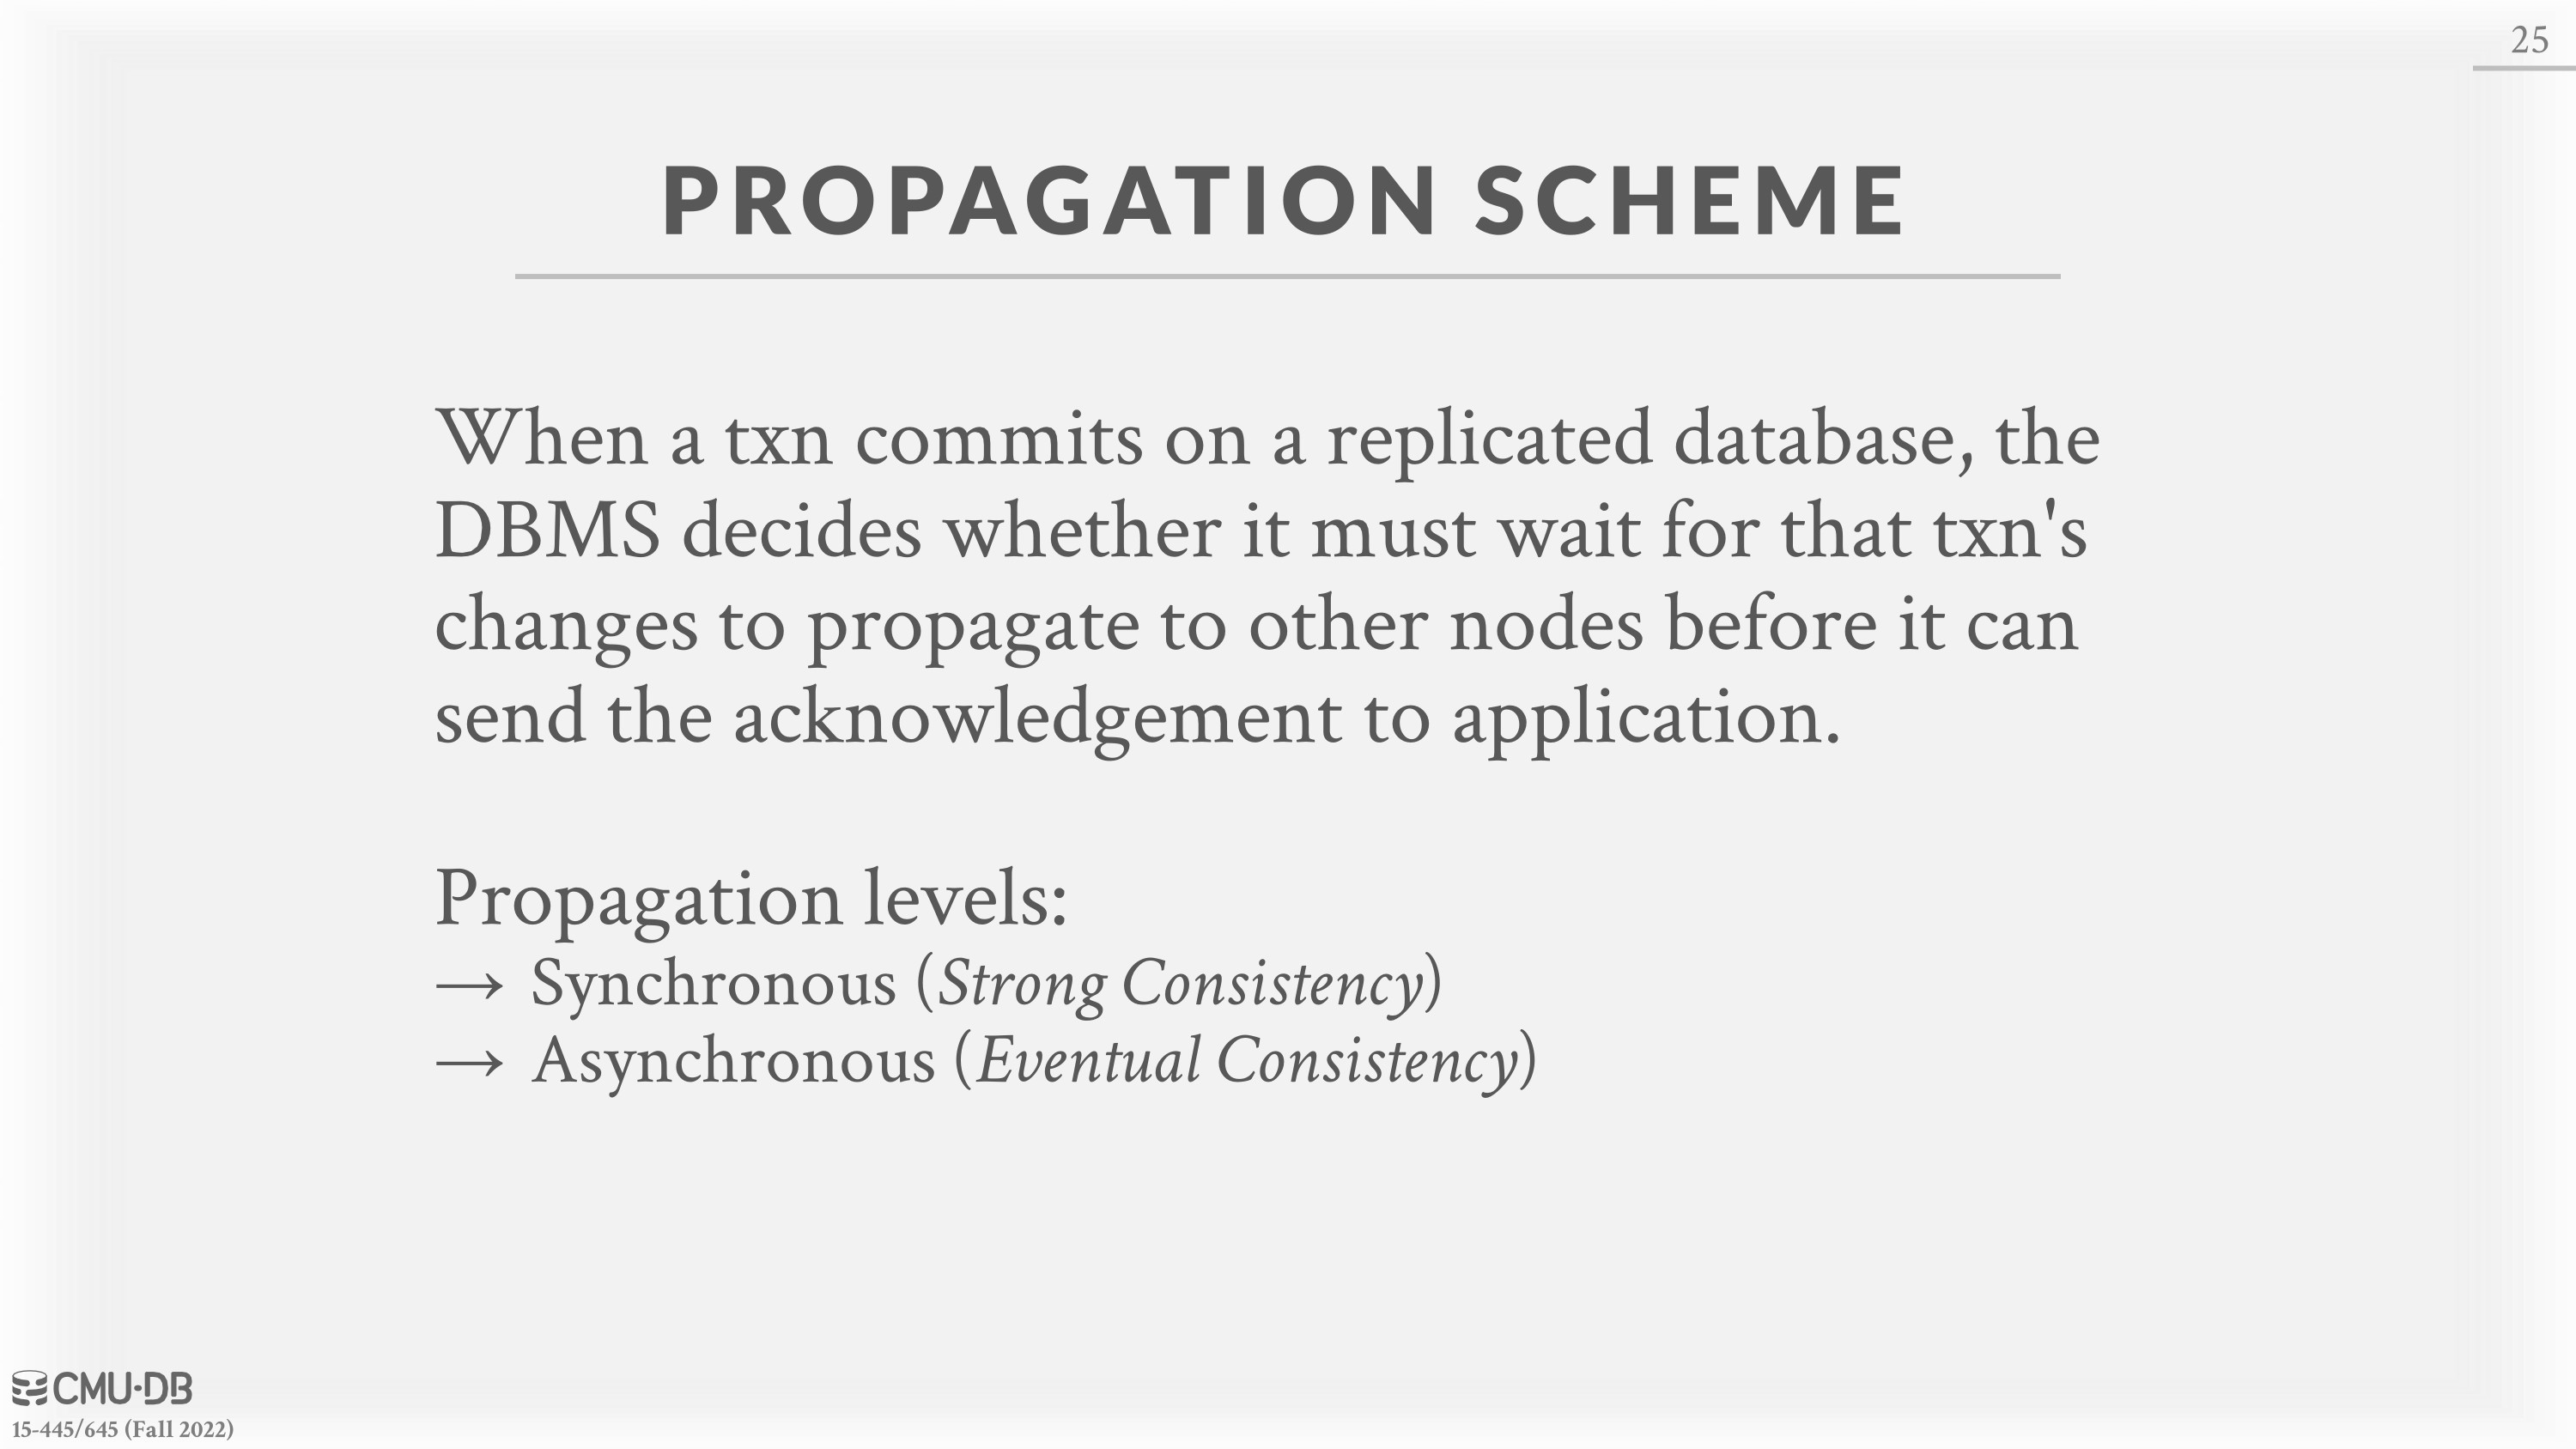 25
PROPAGATION SCHEME
When a txn commits on a replicated database, the
DBMS decides whether it must wait for that txn's
changes to propagate to other nodes before it can
send the acknowledgement to application.
Propagation levels:
→ Synchronous (Strong Consistency)
→ Asynchronous (Eventual Consistency)
CMU·DB
15-445/645 (Fall 2022)